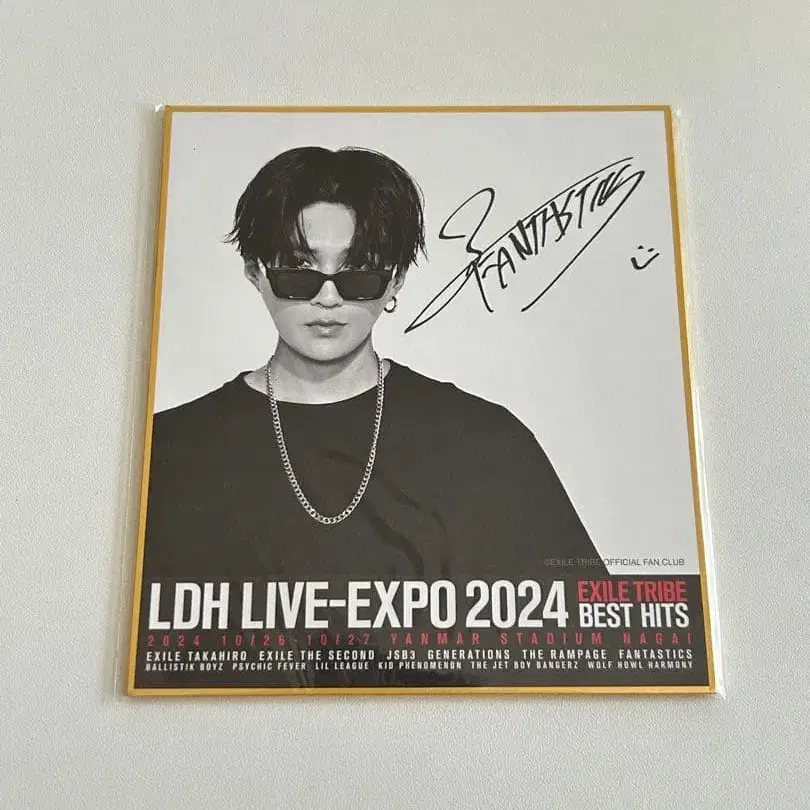 FANTASTICS
©EXILE TRIBE OFFICIAL FAN CLUB
LDH LIVE-EXPO 2024 EXILE TRIBE BEST HITS
2024 10/26-10/27 YANMAR STADIUM NAGAI
EXILE TAKAHIRO EXILE THE SECOND JSB3 GENERATIONS THE RAMPAGE FANTASTICS
BALLISTIK BOYZ PSYCHIC FEVER LIL LEAGUE KID PHENOMENON THE JET BOY BANGERZ WOLF HOWL HARMONY